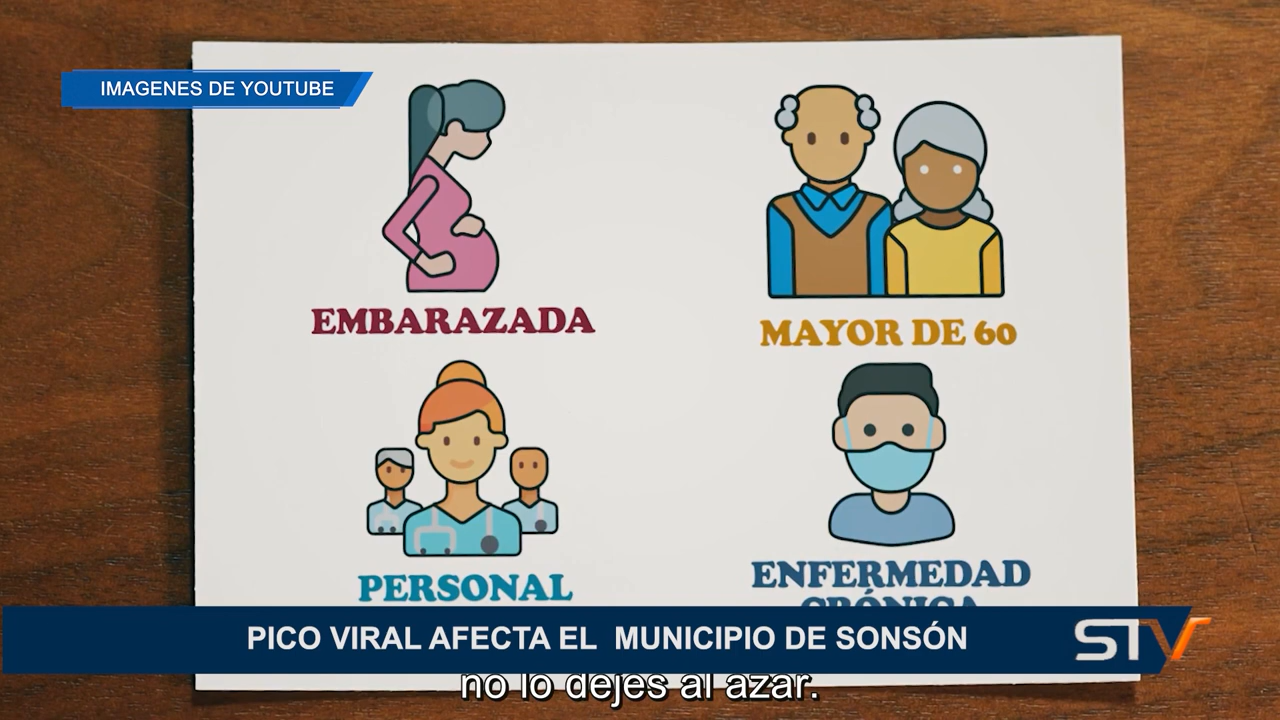 IMAGENES DE YOUTUBE
EMBARAZADA
MAYOR DE 60
PERSONAL
ENFERMEDAD
CRÓNICA
PICO VIRAL AFECTA EL  MUNICIPIO DE SONSÓN
STV
no lo dejes al azar.